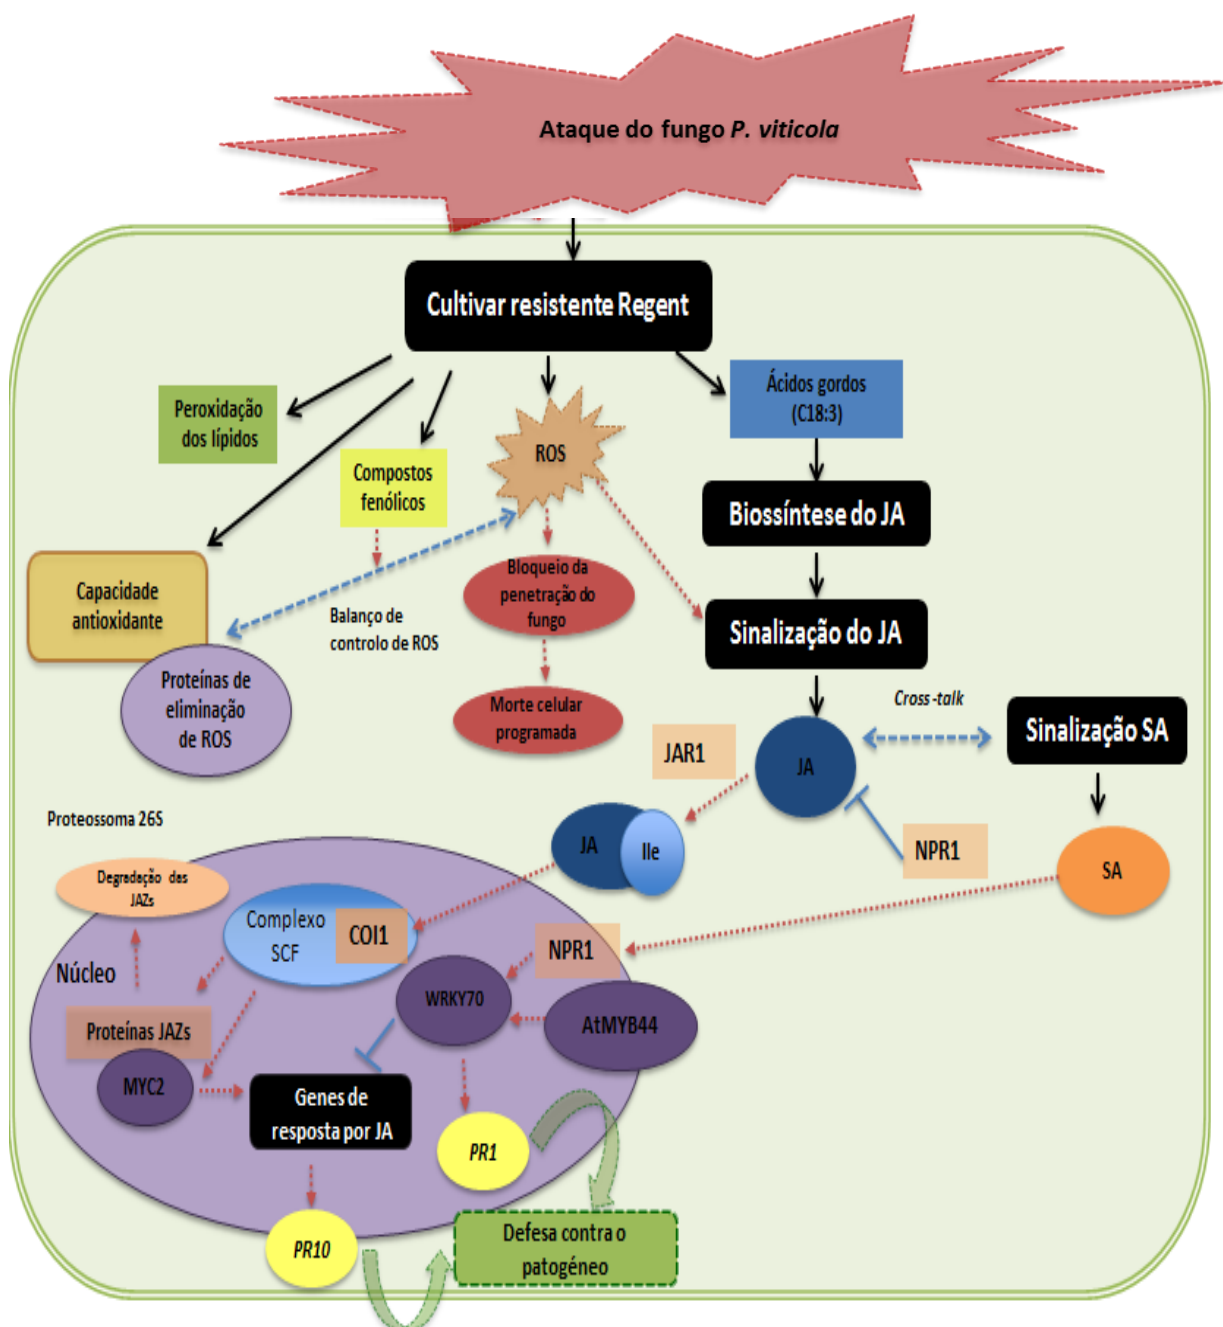 Ataque do fungo P. viticola
Cultivar resistente Regent
Peroxidação
dos lípidos
Compostos
fenólicos
ROS
Ácidos gordos
(C18:3)
Biossíntese do JA
Capacidade
antioxidante
Bloqueio da
penetração do
fungo
Balanço de
controlo de ROS
Sinalização do JA
Proteínas de
eliminação
de ROS
Morte celular
programada
Cross -talk
Sinalização SA
JAR1
JA
Proteossoma 26S
JA
Ile
NPR1
SA
Degradação das
JAZs
Complexo
SCF
COI1
NPR1
Núcleo
WRKY70
AtMYB44
Proteínas JAZs
MYC2
Genes de
resposta por JA
PR1
PR10
Defesa contra o
patogéneo